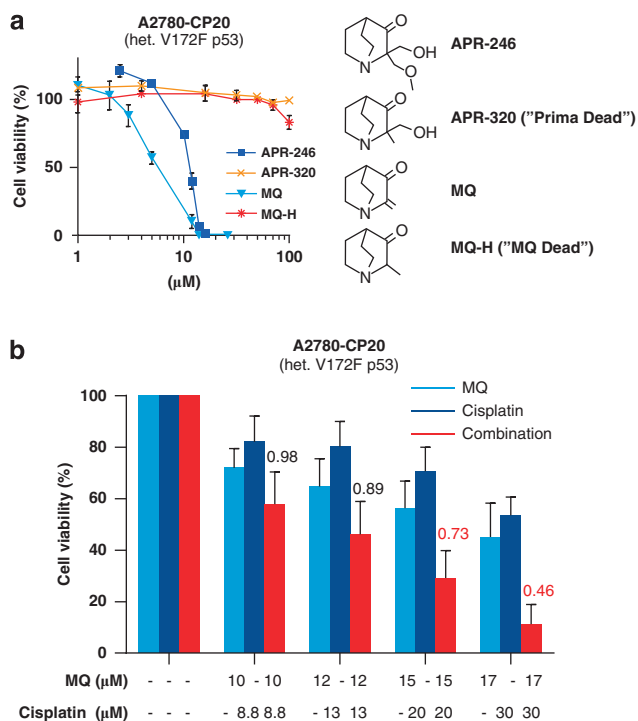 a
A2780-CP20
(het. V172F p53)
Cell viability (%)
100
50
0
1
10
100
(μM)
APR-246
APR-320
MQ
MQ-H
O
OH
N
O
APR-246
O
OH
N
APR-320 ("Prima Dead")
O
N
MQ
O
N
MQ-H ("MQ Dead")
b
A2780-CP20
(het. V172F p53)
MQ
Cisplatin
Combination
Cell viability (%)
100
80
60
40
20
0
0.98
0.89
0.73
0.46
MQ (μM) - - - 10 - 10 12 - 12 15 - 15 17 - 17
Cisplatin (μM) - - - - 8.8 8.8 - 13 13 - 20 20 - 30 30